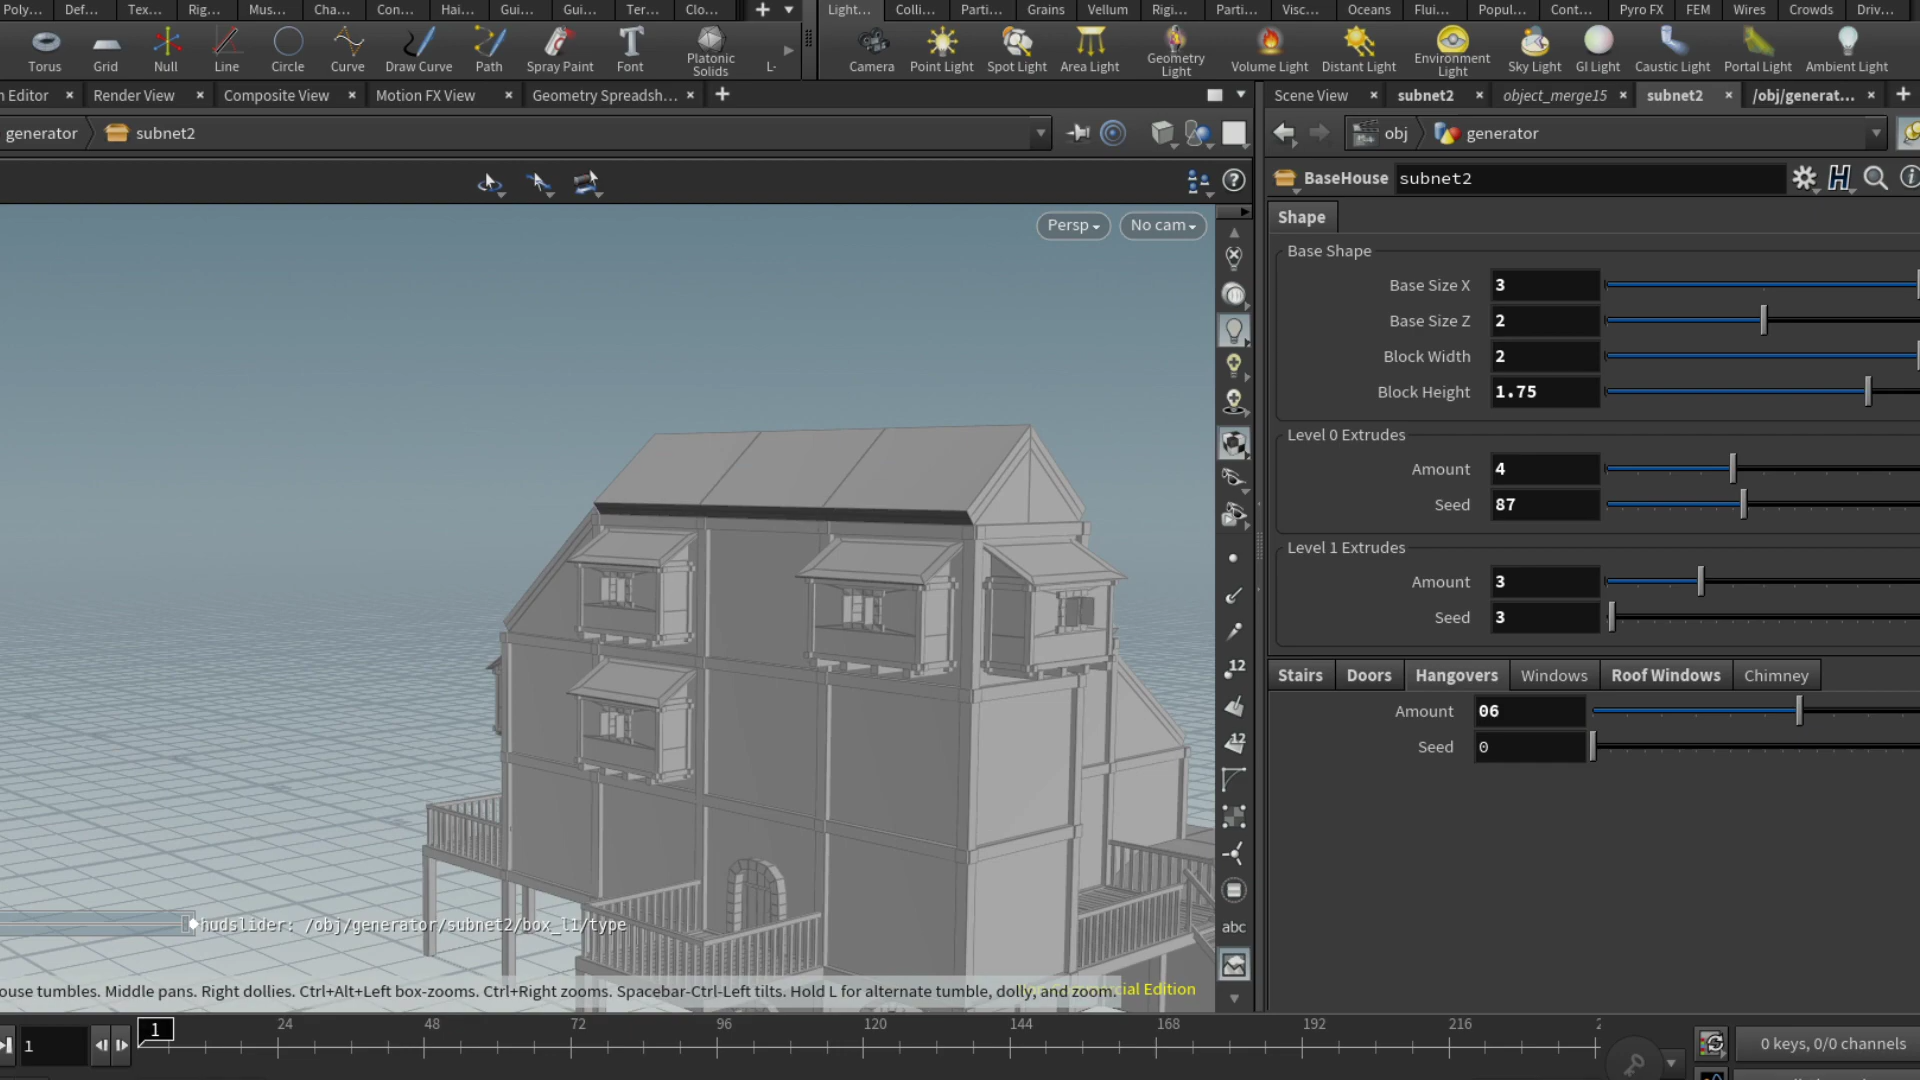 Poly... Def... Tex... Rig... Mus... Cha... Con... Hai... Gui... Gui... Ter... Clo... Light... Colli... Parti... Grains Vellum Rigi... Parti... Visc... Oceans Flui... Popul... Cont... Pyro FX FEM Wires Crowds Driv...
Torus Grid Null Line Circle Curve Draw Curve Path Spray Paint Font Platonic Solids L- Camera Point Light Spot Light Area Light Geometry Light Volume Light Distant Light Environment Light Sky Light GI Light Caustic Light Portal Light Ambient Light
n Editor Render View Composite View Motion FX View Geometry Spreadsh... Scene View subnet2 object_merge15 subnet2 /obj/generat...
generator subnet2 obj generator
BaseHouse subnet2
Shape
Persp No cam
Base Shape
Base Size X 3
Base Size Z 2
Block Width 2
Block Height 1.75
Level 0 Extrudes
Amount 4
Seed 87
Level 1 Extrudes
Amount 3
Seed 3
Stairs Doors Hangovers Windows Roof Windows Chimney
Amount 06
Seed 0
12
12
abc
hudslider: /obj/generator/subnet2/box_l1/type
ouse tumbles. Middle pans. Right dollies. Ctrl+Alt+Left box-zooms. Ctrl+Right zooms. Spacebar-Ctrl-Left tilts. Hold L for alternate tumble, dolly, and zoom. cial Edition
1 1 24 48 72 96 120 144 168 192 216 2
0 keys, 0/0 channels